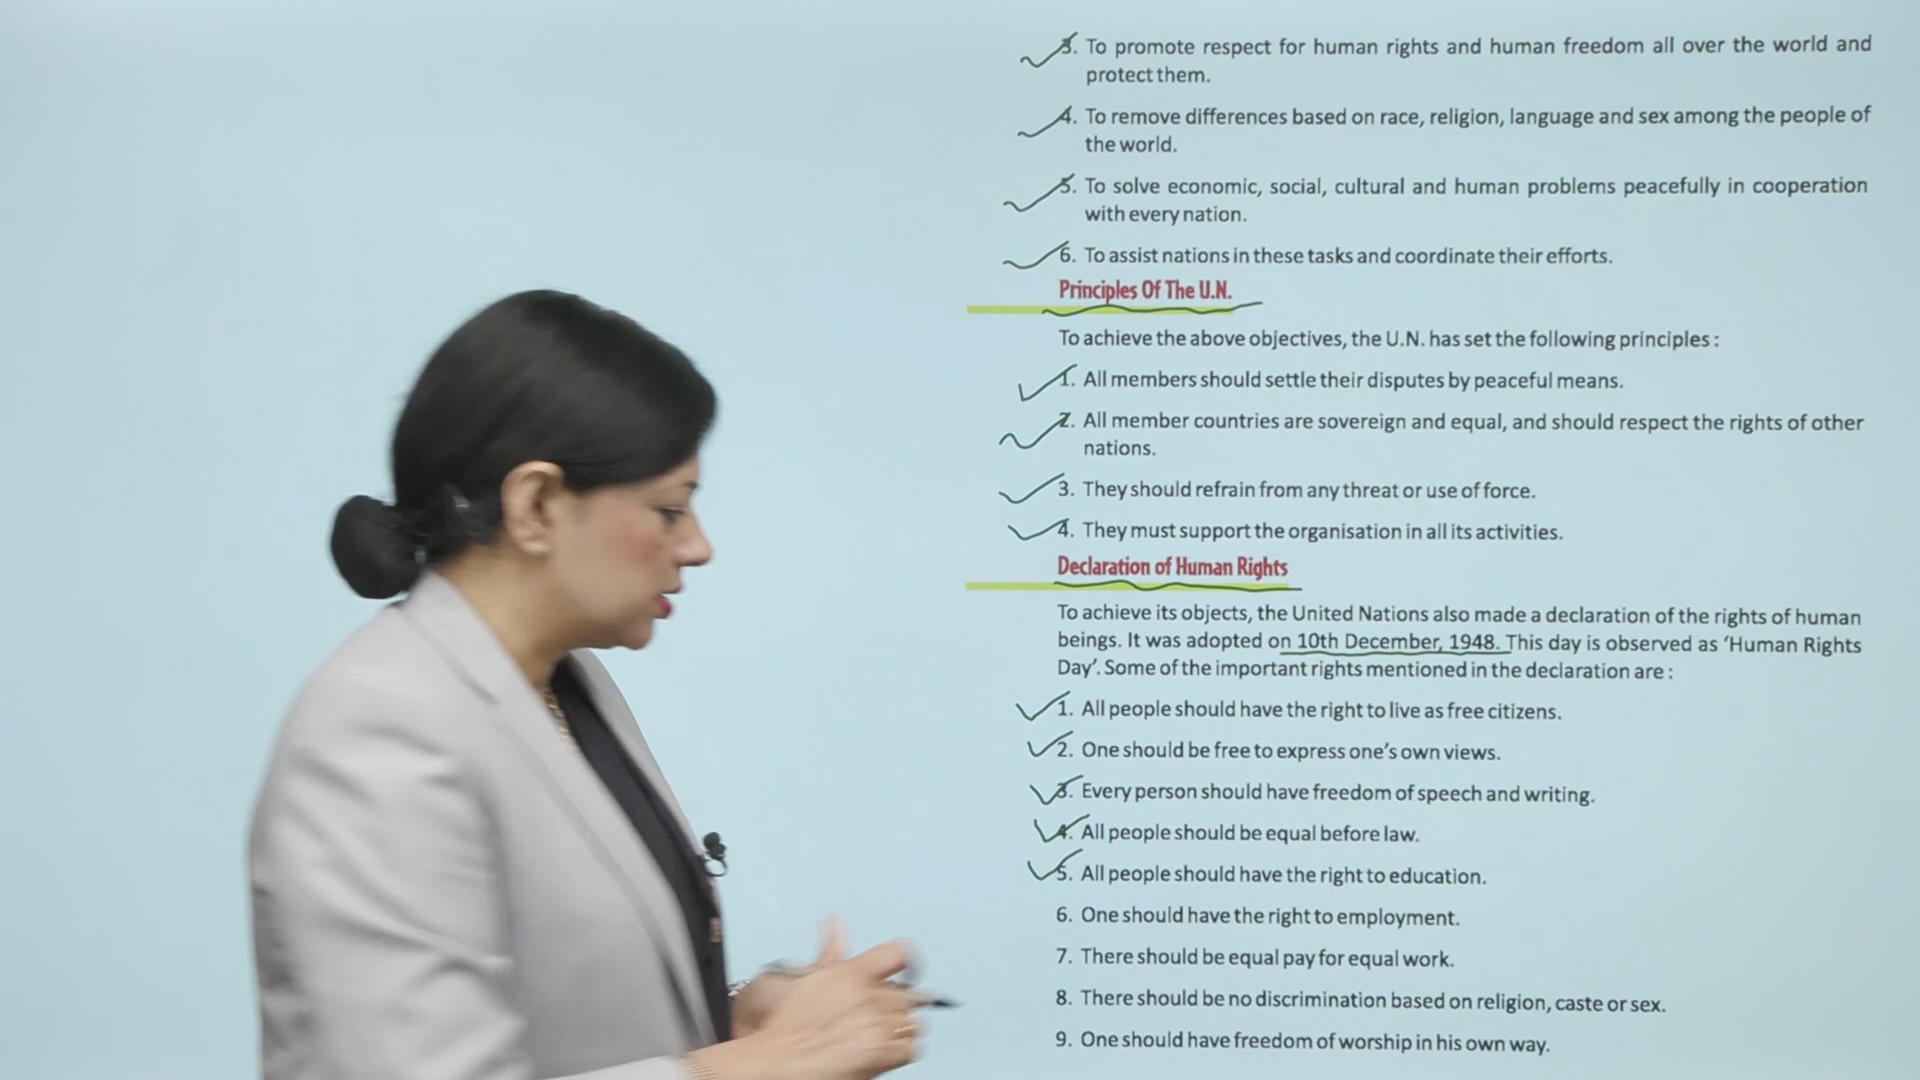 3. To promote respect for human rights and human freedom all over the world and
protect them.
4. To remove differences based on race, religion, language and sex among the people of
the world.
5. To solve economic, social, cultural and human problems peacefully in cooperation
with every nation.
6. To assist nations in these tasks and coordinate their efforts.
Principles Of The U.N.
To achieve the above objectives, the U.N. has set the following principles :
1. All members should settle their disputes by peaceful means.
2. All member countries are sovereign and equal, and should respect the rights of other
nations.
3. They should refrain from any threat or use of force.
4. They must support the organisation in all its activities.
Declaration of Human Rights
To achieve its objects, the United Nations also made a declaration of the rights of human
beings. It was adopted on 10th December, 1948. This day is observed as ‘Human Rights
Day’. Some of the important rights mentioned in the declaration are :
1. All people should have the right to live as free citizens.
2. One should be free to express one’s own views.
3. Every person should have freedom of speech and writing.
4. All people should be equal before law.
5. All people should have the right to education.
6. One should have the right to employment.
7. There should be equal pay for equal work.
8. There should be no discrimination based on religion, caste or sex.
9. One should have freedom of worship in his own way.